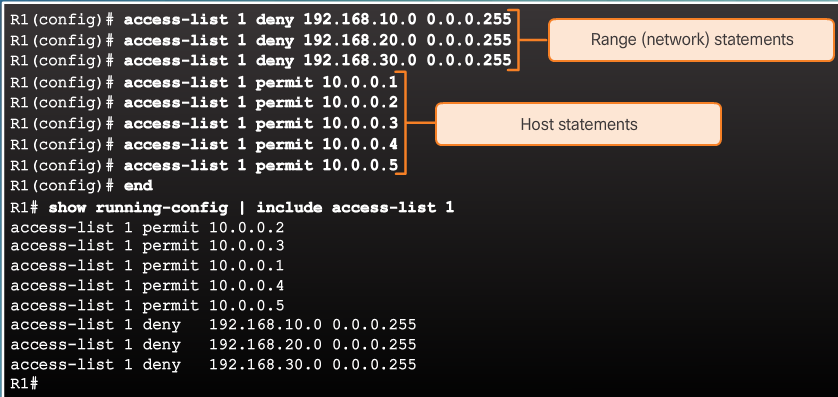 R1(config)# access-list 1 deny 192.168.10.0 0.0.0.255
R1(config)# access-list 1 deny 192.168.20.0 0.0.0.255
R1(config)# access-list 1 deny 192.168.30.0 0.0.0.255
Range (network) statements
R1(config)# access-list 1 permit 10.0.0.1
R1(config)# access-list 1 permit 10.0.0.2
R1(config)# access-list 1 permit 10.0.0.3
R1(config)# access-list 1 permit 10.0.0.4
R1(config)# access-list 1 permit 10.0.0.5
Host statements
R1(config)# end
R1# show running-config | include access-list 1
access-list 1 permit 10.0.0.2
access-list 1 permit 10.0.0.3
access-list 1 permit 10.0.0.1
access-list 1 permit 10.0.0.4
access-list 1 permit 10.0.0.5
access-list 1 deny   192.168.10.0 0.0.0.255
access-list 1 deny   192.168.20.0 0.0.0.255
access-list 1 deny   192.168.30.0 0.0.0.255
R1#